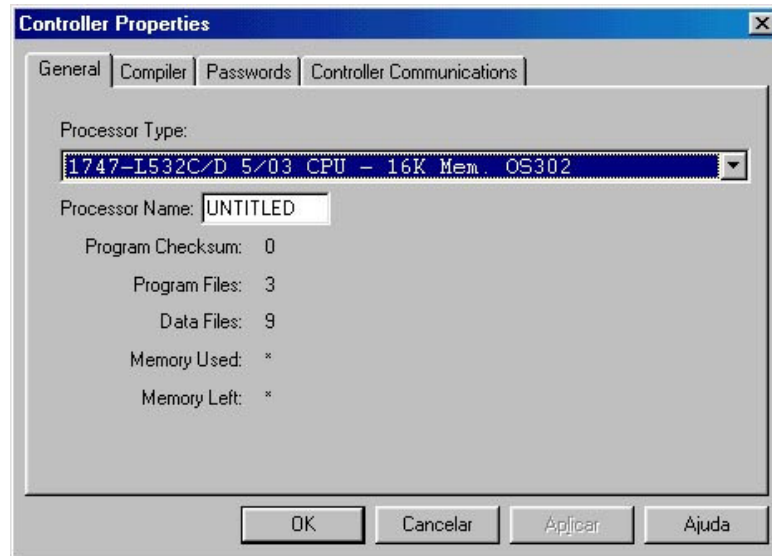 Controller Properties
General Compiler Passwords Controller Communications
Processor Type:
1747-L532C/D 5/03 CPU - 16K Mem. OS302
Processor Name: UNTITLED
Program Checksum: 0
Program Files: 3
Data Files: 9
Memory Used: *
Memory Left: *
OK Cancelar Aplicar Ajuda